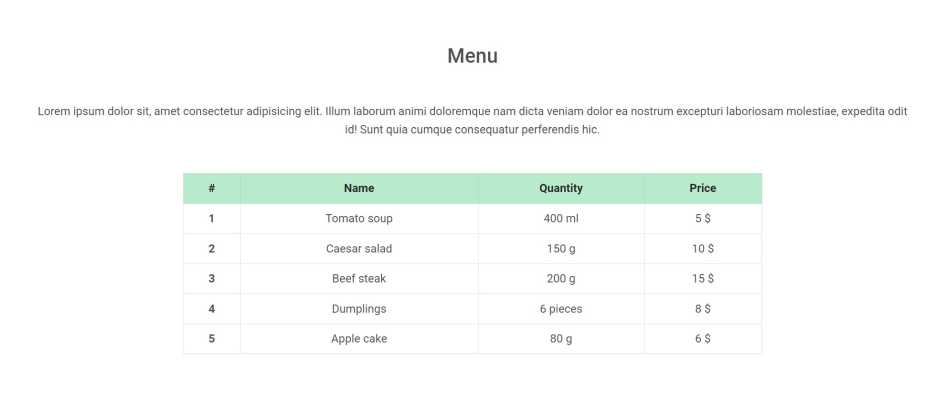 Menu
Lorem ipsum dolor sit, amet consectetur adipisicing elit. Illum laborum animi doloremque nam dicta veniam dolor ea nostrum excepturi laboriosam molestiae, expedita odit
id! Sunt quia cumque consequatur perferendis hic.
# Name Quantity Price
1 Tomato soup 400 ml 5 $
2 Caesar salad 150 g 10 $
3 Beef steak 200 g 15 $
4 Dumplings 6 pieces 8 $
5 Apple cake 80 g 6 $